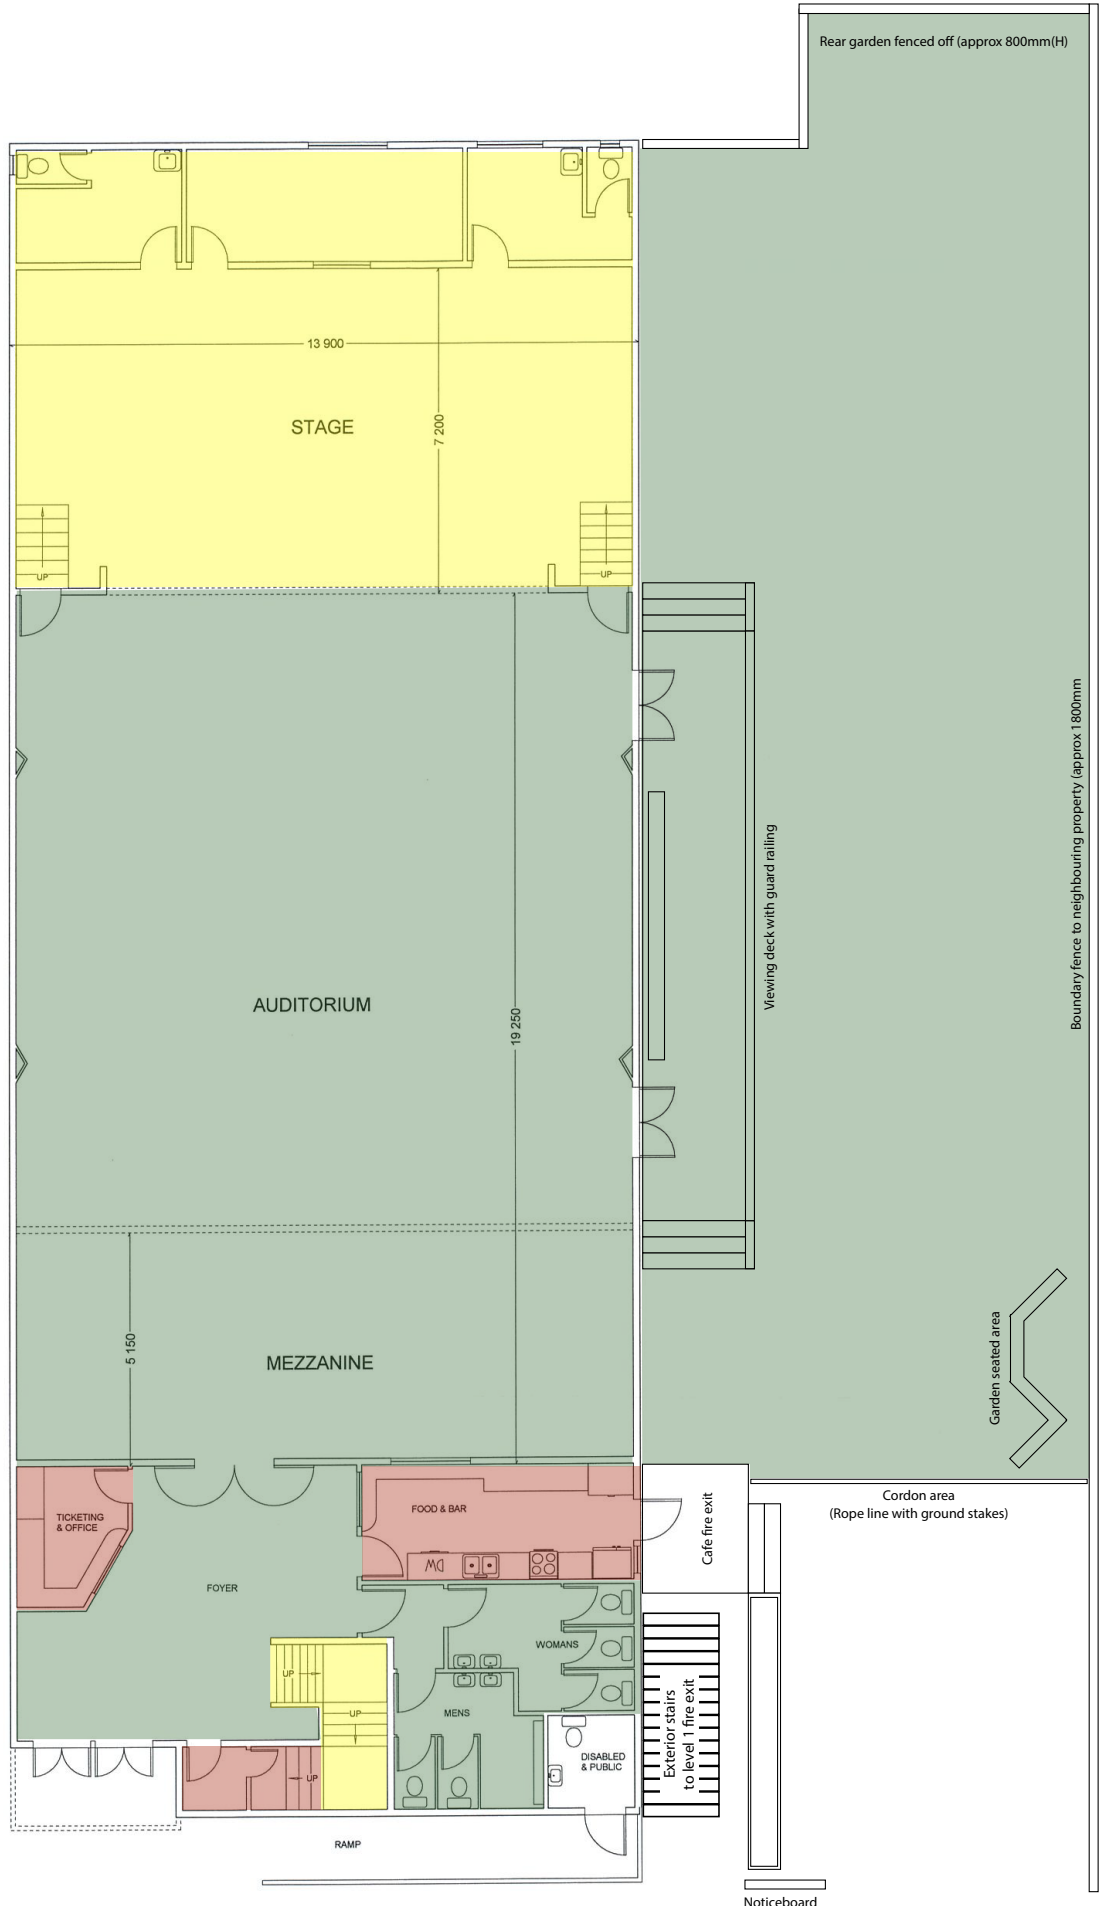 Rear garden fenced off (approx 800mm(H)
13 900
STAGE
7 200
UP
UP
Boundary fence to neighbouring property (approx 1800mm
Viewing deck with guard railing
AUDITORIUM
19 250
5 150
MEZZANINE
Garden seated area
TICKETING
& OFFICE
FOOD & BAR
DW
Cafe fire exit
Cordon area
(Rope line with ground stakes)
FOYER
WOMANS
UP
UP
MENS
Exterior stairs
to level 1 fire exit
DISABLED
& PUBLIC
UP
RAMP
Noticeboard